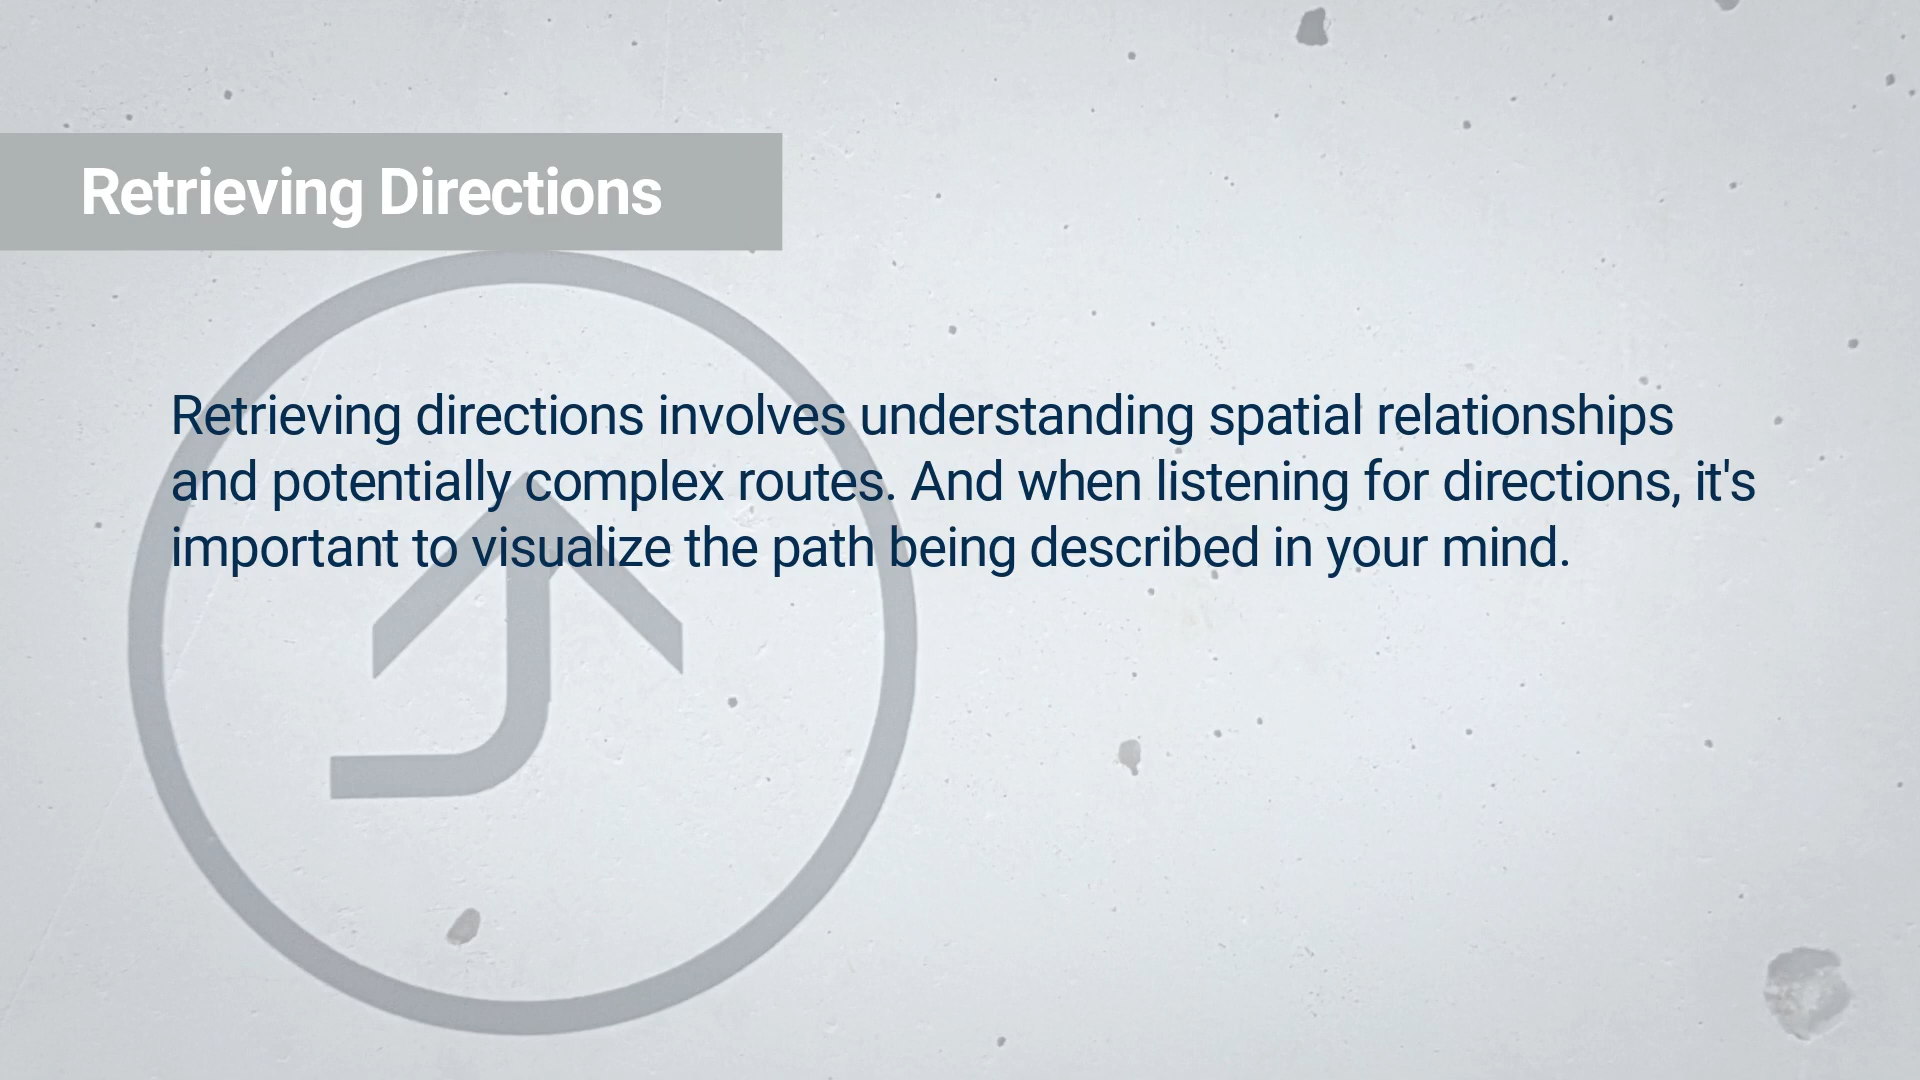 Retrieving Directions
Retrieving directions involves understanding spatial relationships
and potentially complex routes. And when listening for directions, it's
important to visualize the path being described in your mind.